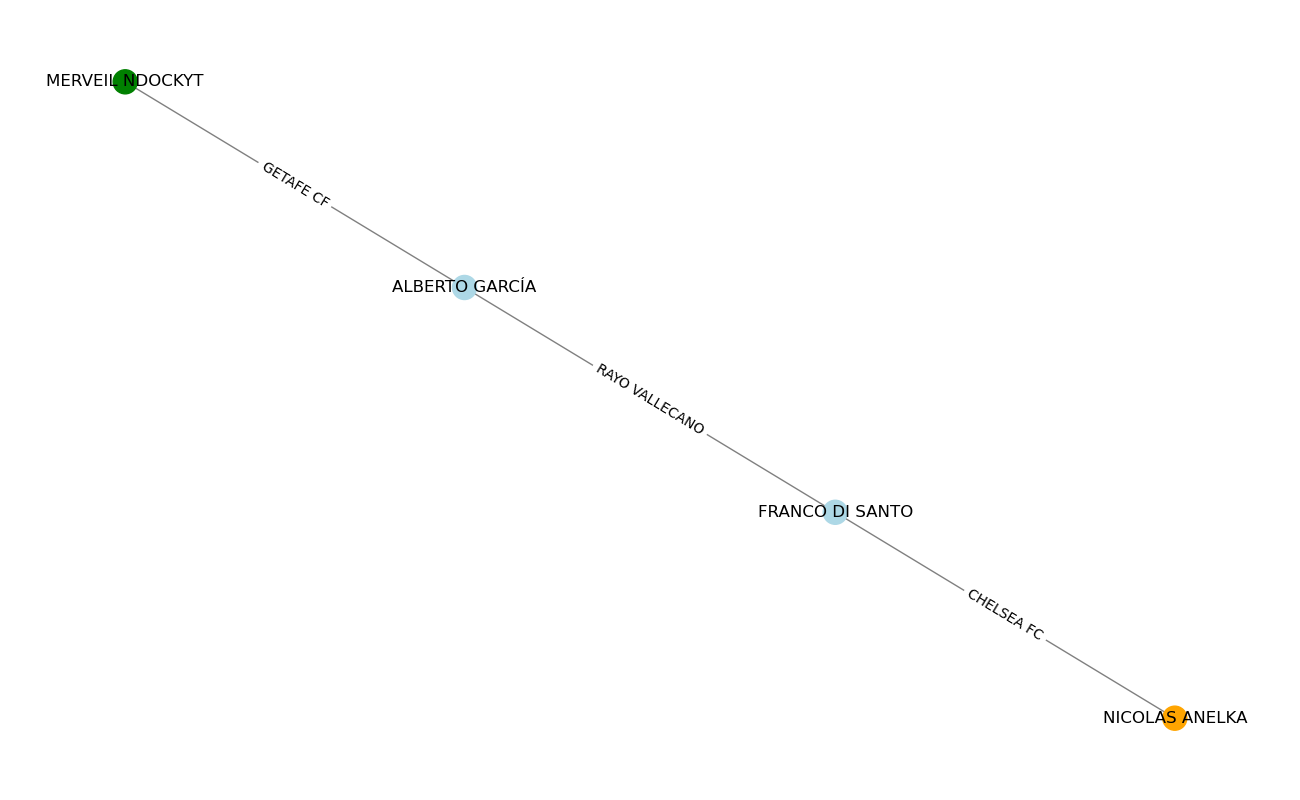 MERVEIL NDOCKYT
GETAFE CF
ALBERTO GARCÍA
RAYO VALLECANO
FRANCO DI SANTO
CHELSEA FC
NICOLAS ANELKA